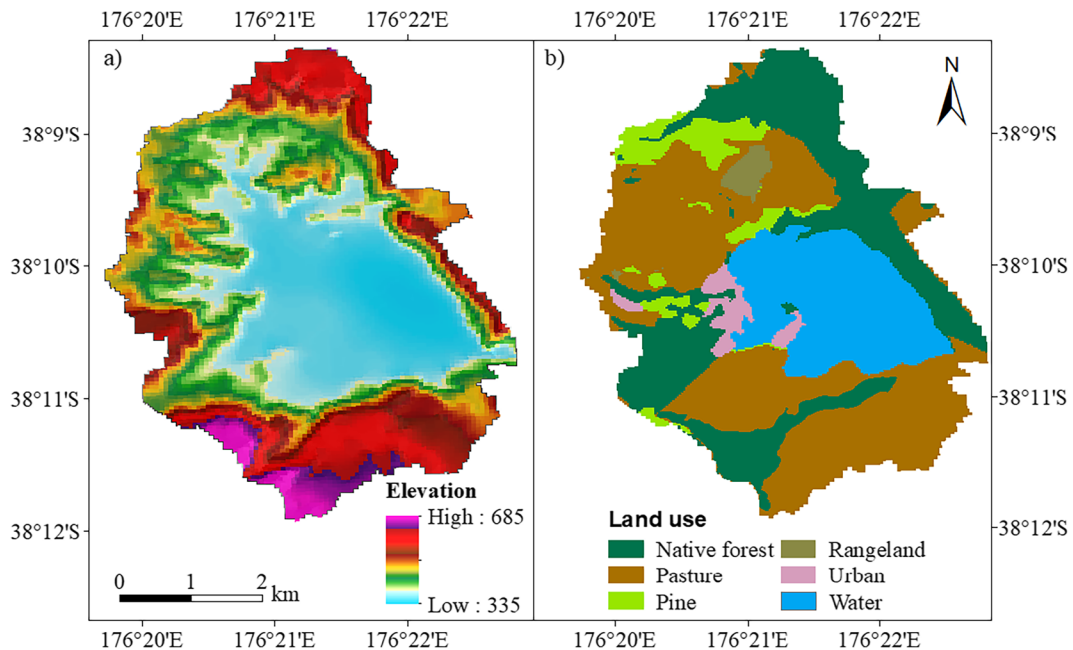 176°20'E 176°21'E 176°22'E 176°20'E 176°21'E 176°22'E
a) b)
N
38°9'S 38°9'S
38°10'S 38°10'S
38°11'S 38°11'S
38°12'S 38°12'S
Elevation
High : 685
Low : 335
0 1 2
km
Land use
Native forest Rangeland
Pasture Urban
Pine Water
176°20'E 176°21'E 176°22'E 176°20'E 176°21'E 176°22'E